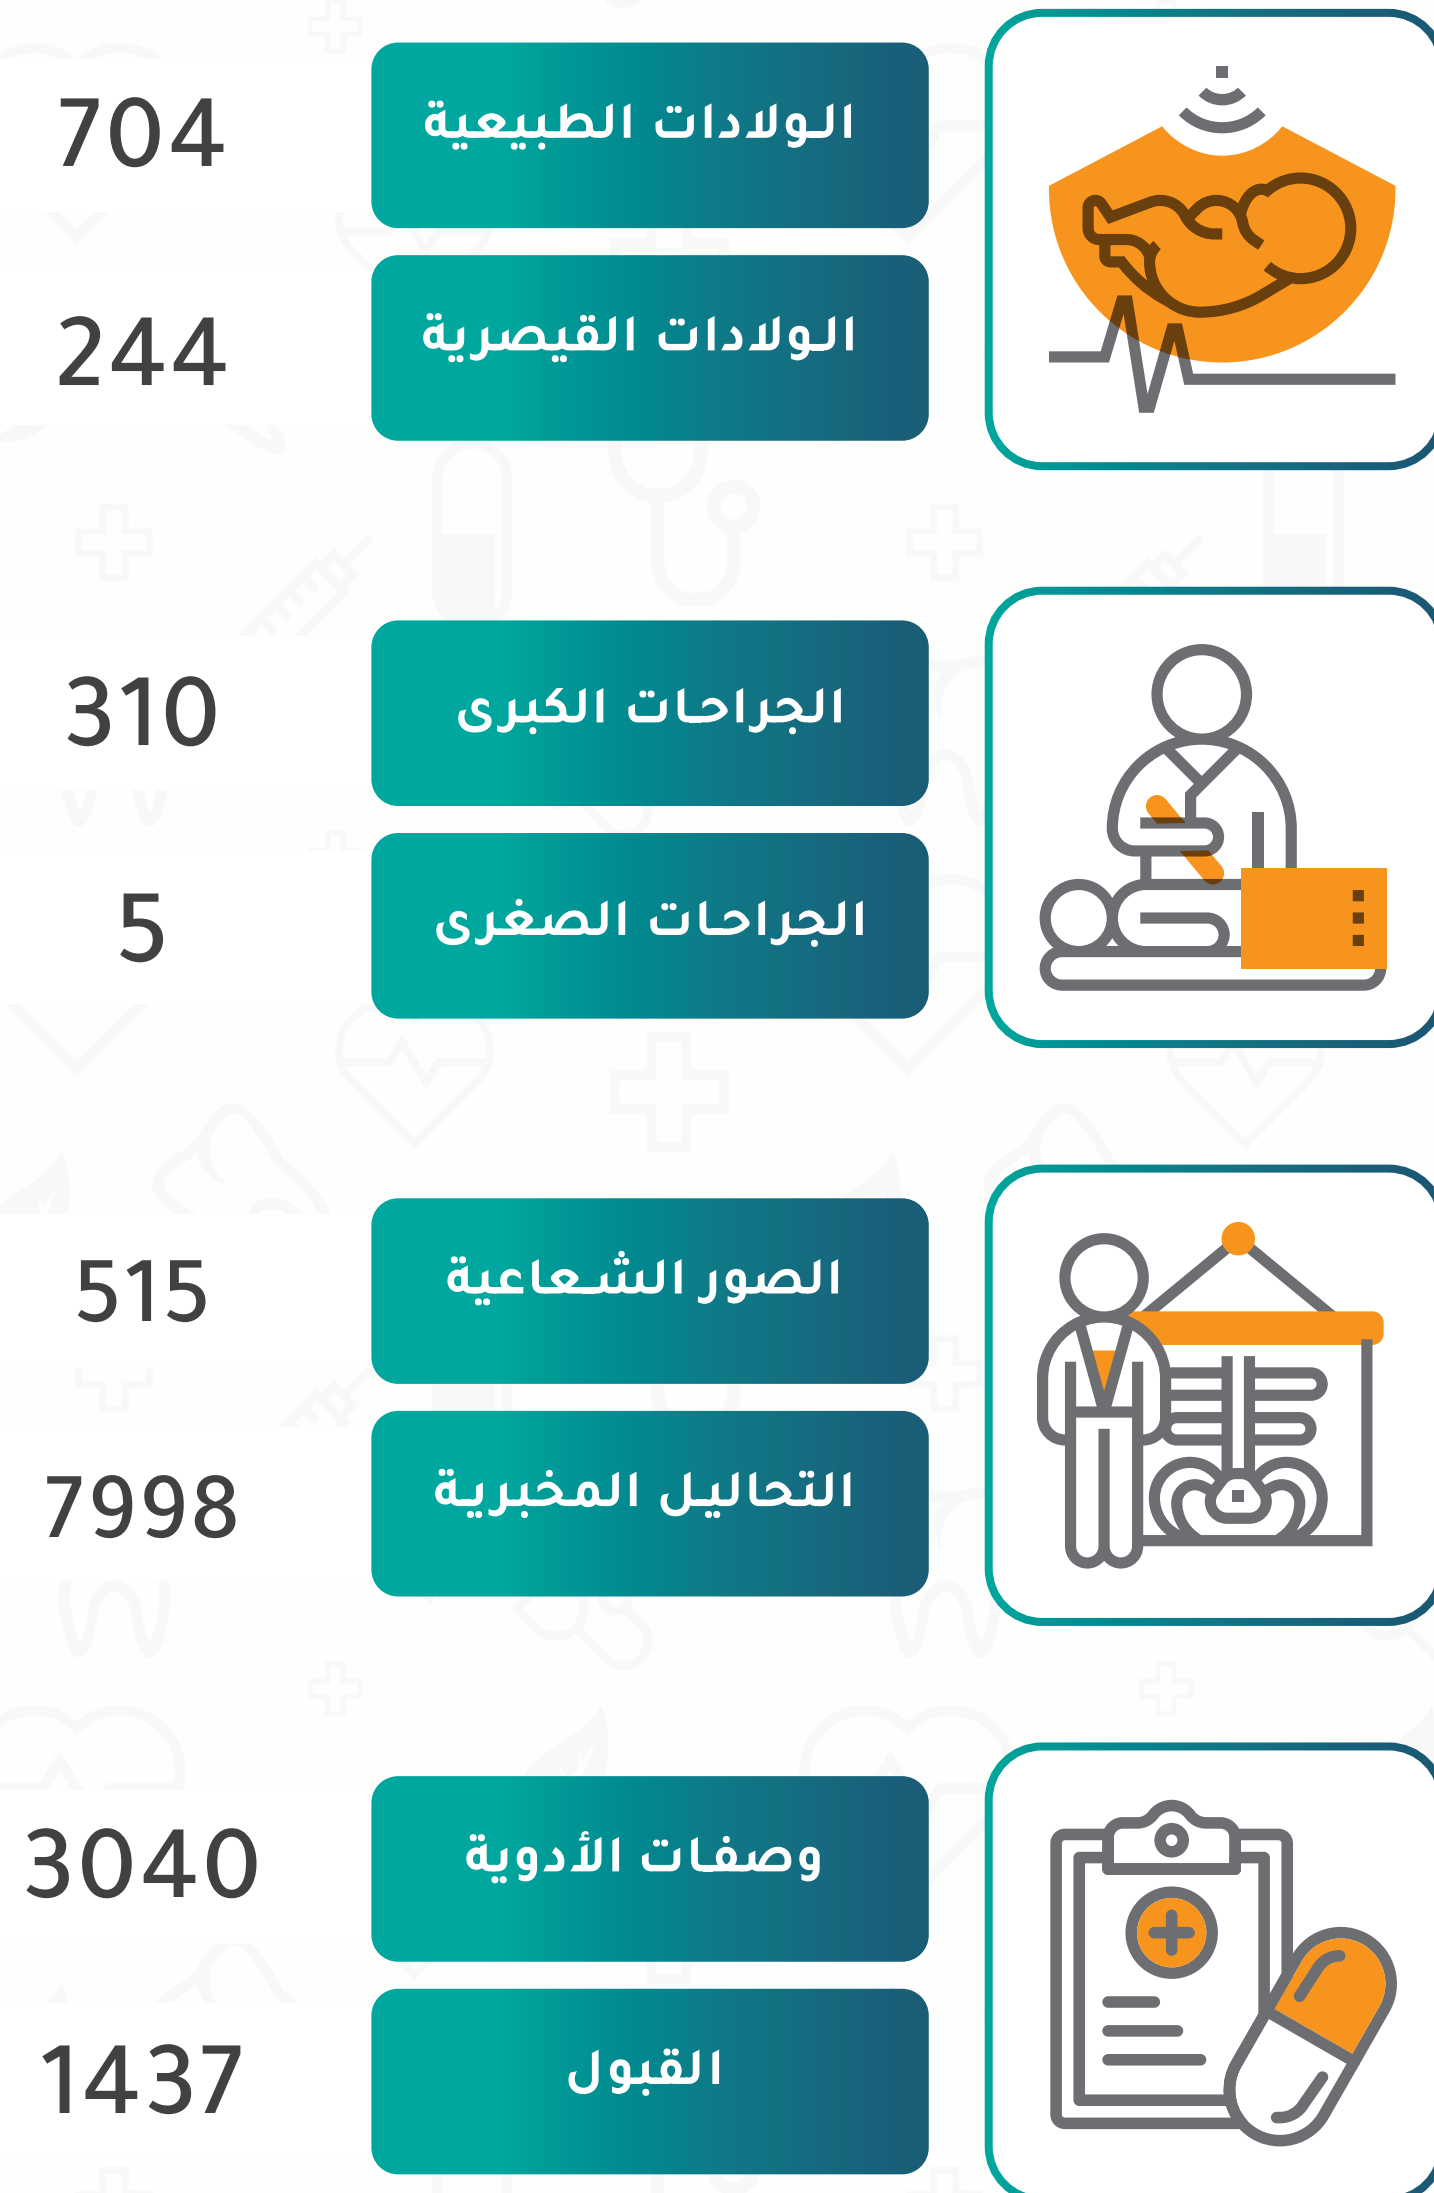 الولادات الطبيعية
704
الولادات القيصرية
244
الجراحات الكبرى
310
الجراحات الصغرى
5
الصور الشعاعية
515
التحاليل المخبرية
7998
وصفات الأدوية
3040
القبول
1437